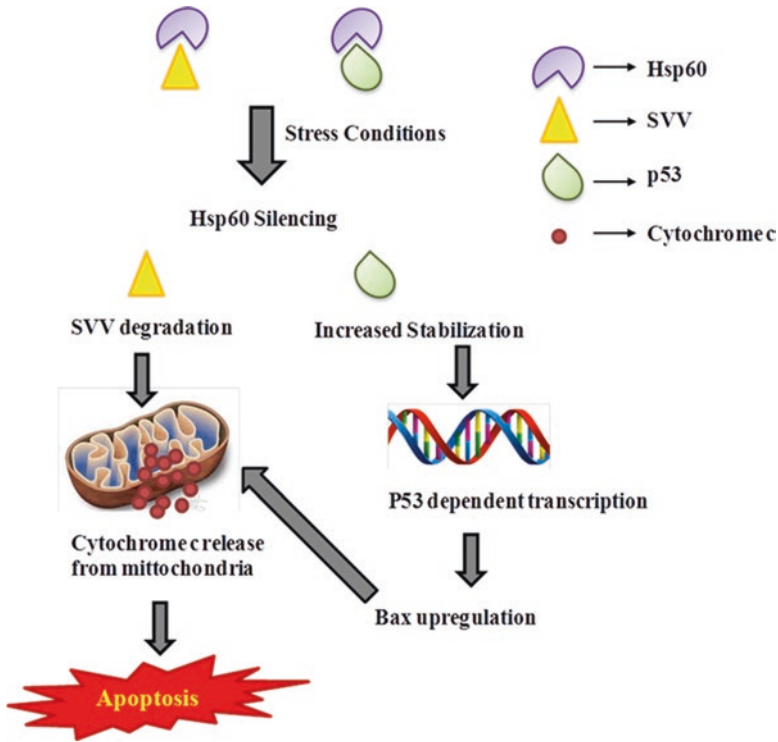 Hsp60
SVV
p53
Cytochrome c
Stress Conditions
Hsp60 Silencing
SVV degradation
Increased Stabilization
P53 dependent transcription
Cytochrome c release
from mittochondria
Bax upregulation
Apoptosis